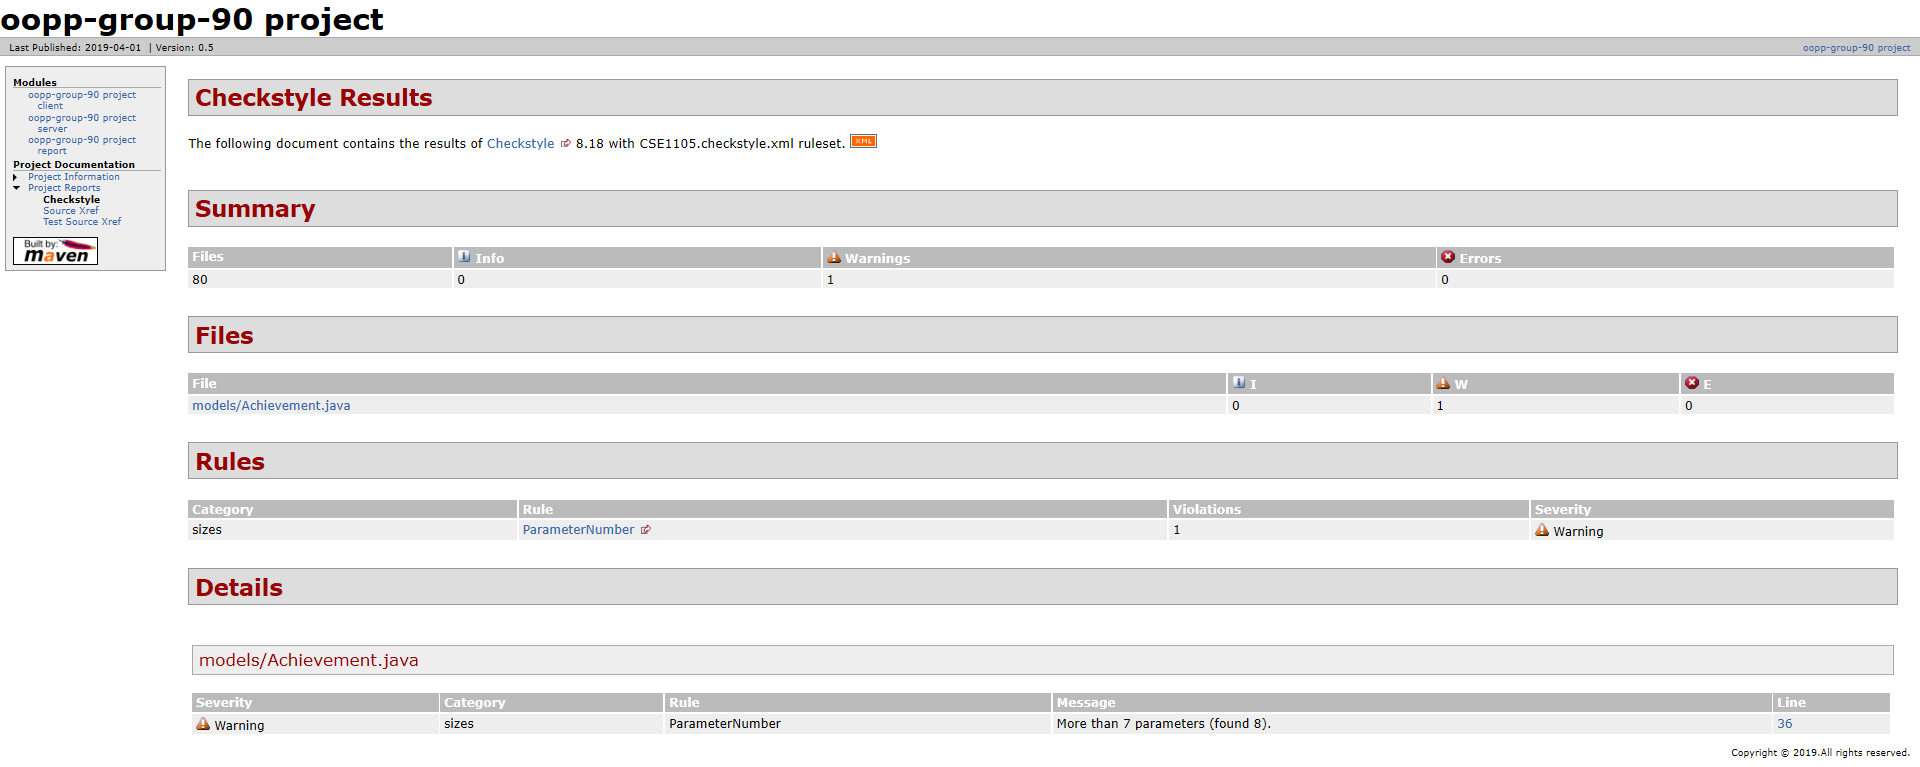 oopp-group-90 project
Last Published: 2019-04-01 | Version: 0.5 oopp-group-90 project
Modules
oopp-group-90 project
client
oopp-group-90 project
server
oopp-group-90 project
report
Project Documentation
Project Information
Project Reports
Checkstyle
Source Xref
Test Source Xref
Built by:
maven
Checkstyle Results
The following document contains the results of Checkstyle 8.18 with CSE1105.checkstyle.xml ruleset. XML
Summary
Files Info Warnings Errors
80 0 1 0
Files
File I W E
models/Achievement.java 0 1 0
Rules
Category Rule Violations Severity
sizes ParameterNumber 1 Warning
Details
models/Achievement.java
Severity Category Rule Message Line
Warning sizes ParameterNumber More than 7 parameters (found 8). 36
Copyright © 2019.All rights reserved.